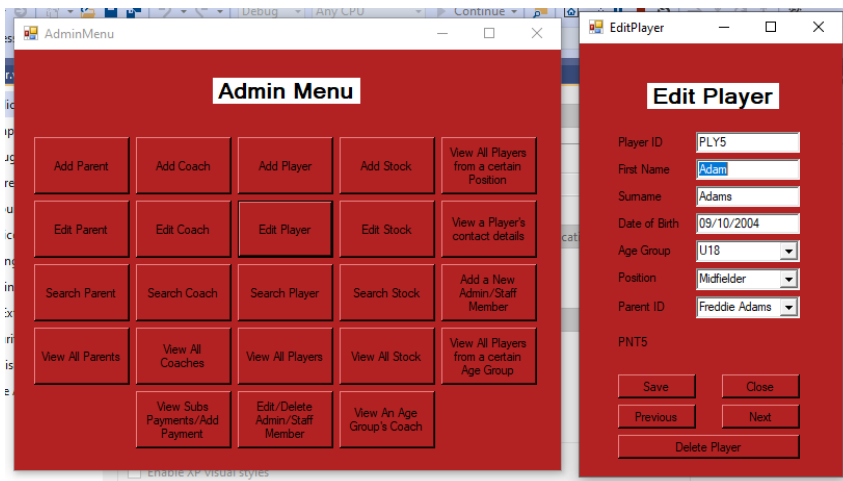 Debug
Any CPU
Continue
AdminMenu
Admin Menu
Add Parent
Add Coach
Add Player
Add Stock
View All Players
from a certain
Position
Edit Parent
Edit Coach
Edit Player
Edit Stock
View a Player's
contact details
Search Parent
Search Coach
Search Player
Search Stock
Add a New
Admin/Staff
Member
View All Parents
View All
Coaches
View All Players
View All Stock
View All Players
from a certain
Age Group
View Subs
Payments/Add
Payment
Edit/Delete
Admin/Staff
Member
View An Age
Group's Coach
Enable XP visual styles
EditPlayer
Edit Player
Player ID PLY5
First Name Adam
Surname Adams
Date of Birth 09/10/2004
Age Group U18
Position Midfielder
Parent ID Freddie Adams
PNT5
Save Close
Previous Next
Delete Player